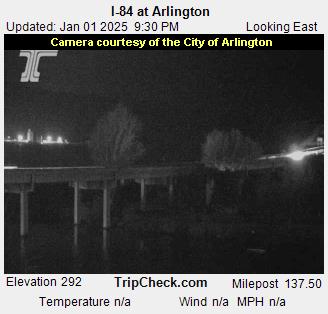 I-84 at Arlington
Updated: Jan 01 2025 9:30 PM Looking East
Camera courtesy of the City of Arlington
Elevation 292 TripCheck.com Milepost 137.50
Temperature n/a Wind n/a MPH n/a